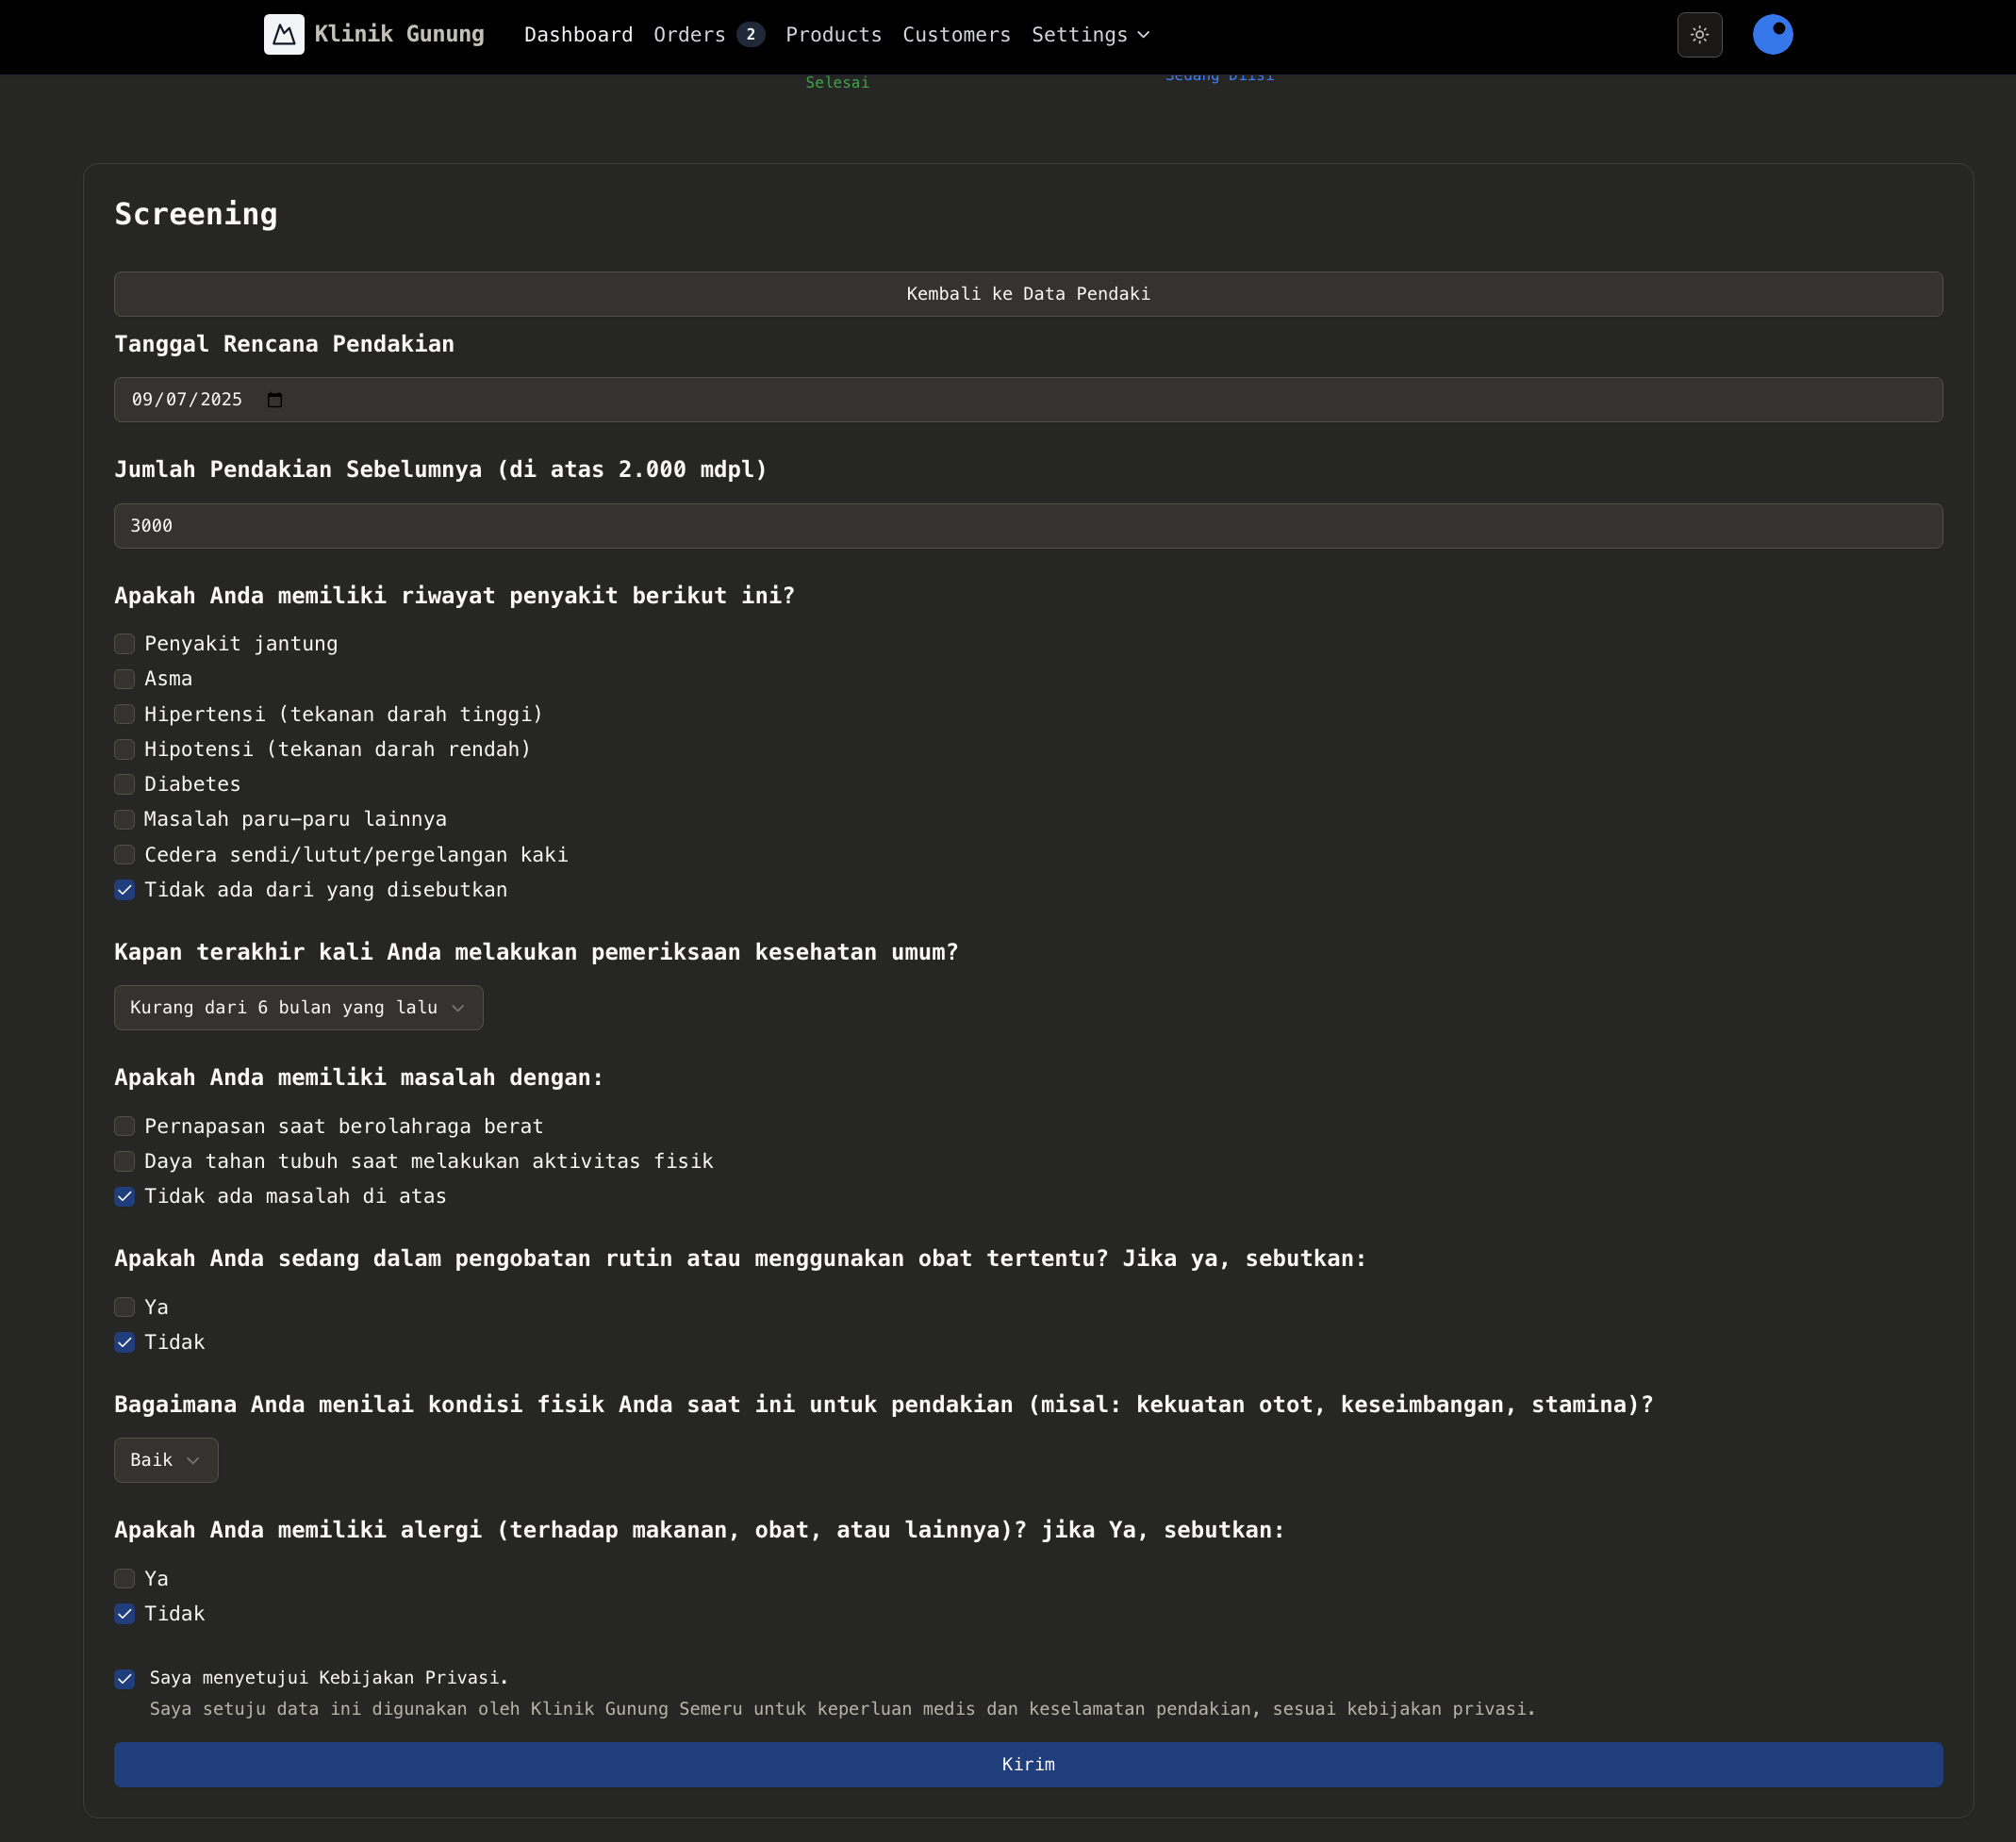 Klinik Gunung Dashboard Orders 2 Products Customers Settings
Selesai Sedang Diisi
Screening
Kembali ke Data Pendaki
Tanggal Rencana Pendakian
09/07/2025
Jumlah Pendakian Sebelumnya (di atas 2.000 mdpl)
3000
Apakah Anda memiliki riwayat penyakit berikut ini?
Penyakit jantung
Asma
Hipertensi (tekanan darah tinggi)
Hipotensi (tekanan darah rendah)
Diabetes
Masalah paru-paru lainnya
Cedera sendi/lutut/pergelangan kaki
Tidak ada dari yang disebutkan
Kapan terakhir kali Anda melakukan pemeriksaan kesehatan umum?
Kurang dari 6 bulan yang lalu
Apakah Anda memiliki masalah dengan:
Pernapasan saat berolahraga berat
Daya tahan tubuh saat melakukan aktivitas fisik
Tidak ada masalah di atas
Apakah Anda sedang dalam pengobatan rutin atau menggunakan obat tertentu? Jika ya, sebutkan:
Ya
Tidak
Bagaimana Anda menilai kondisi fisik Anda saat ini untuk pendakian (misal: kekuatan otot, keseimbangan, stamina)?
Baik
Apakah Anda memiliki alergi (terhadap makanan, obat, atau lainnya)? jika Ya, sebutkan:
Ya
Tidak
Saya menyetujui Kebijakan Privasi.
Saya setuju data ini digunakan oleh Klinik Gunung Semeru untuk keperluan medis dan keselamatan pendakian, sesuai kebijakan privasi.
Kirim